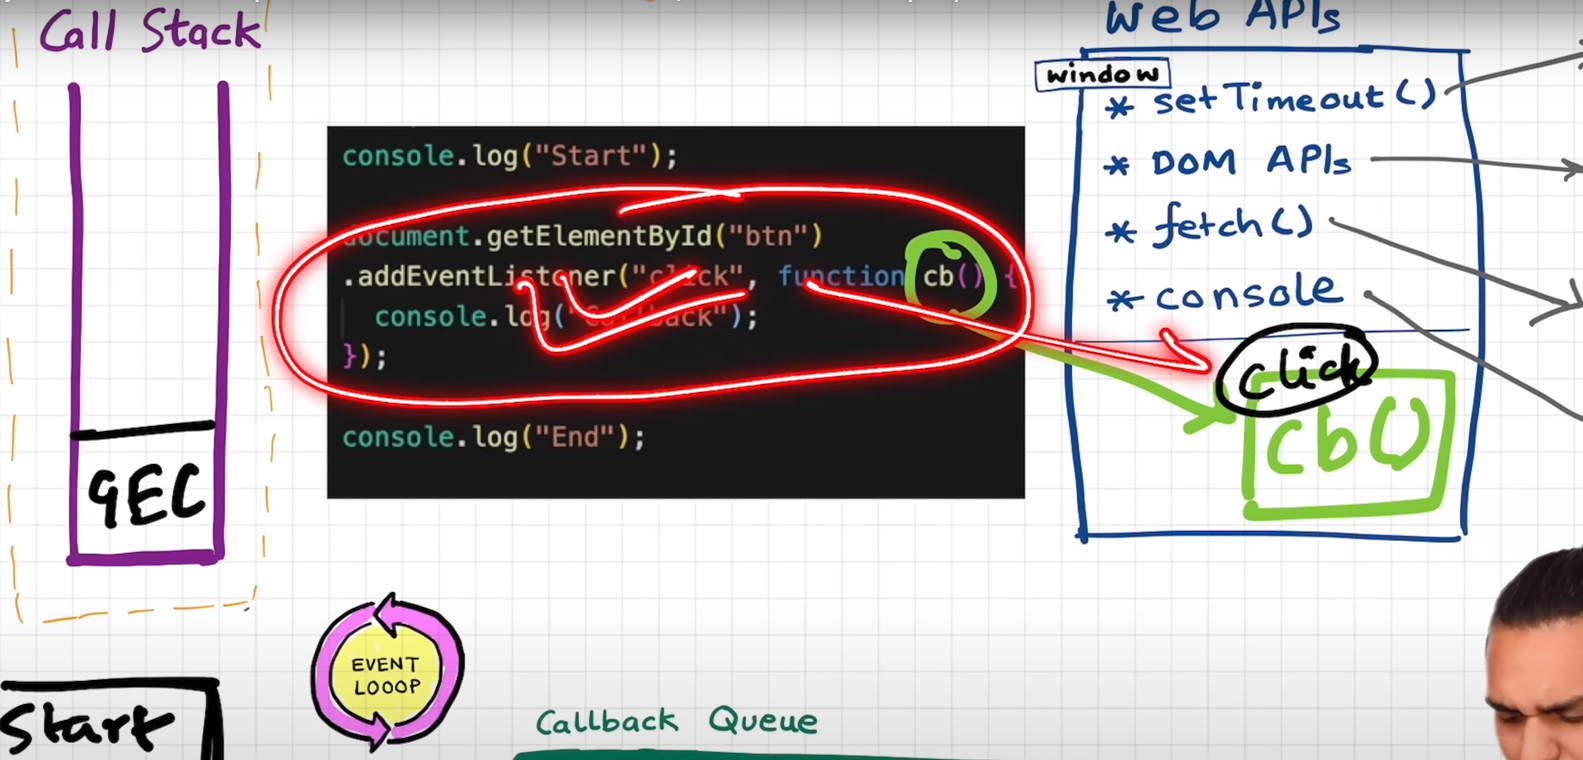 Call Stack
Web APIs
window
* setTimeout()
* DOM APIs
* fetch()
* console
console.log("Start");
document.getElementById("btn")
.addEventListener("click", function cb() {
console.log("Callback");
});
console.log("End");
click
cb()
GEC
EVENT
LOOOP
Start
Callback Queue